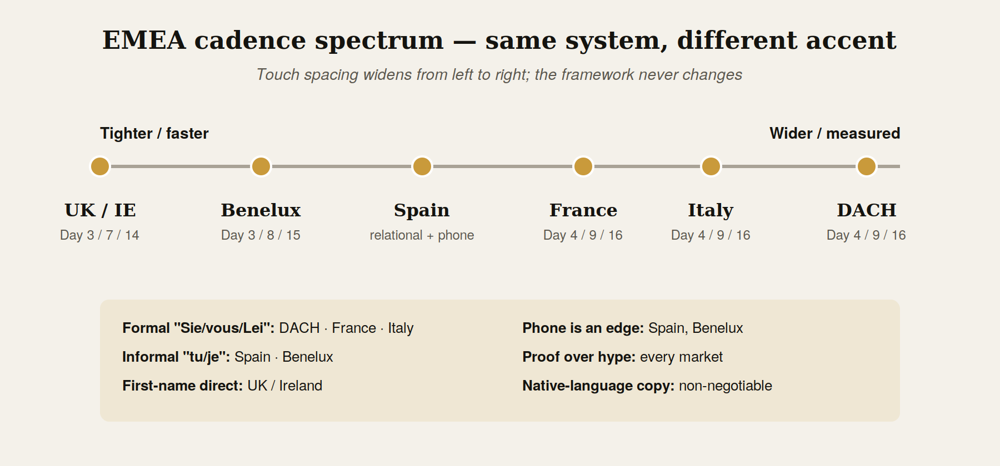 EMEA cadence spectrum — same system, different accent
Touch spacing widens from left to right; the framework never changes
Tighter / faster
Wider / measured
UK / IE
Day 3 / 7 / 14
Benelux
Day 3 / 8 / 15
Spain
relational + phone
France
Day 4 / 9 / 16
Italy
Day 4 / 9 / 16
DACH
Day 4 / 9 / 16
Formal "Sie/vous/Lei": DACH · France · Italy
Informal "tu/je": Spain · Benelux
First-name direct: UK / Ireland
Phone is an edge: Spain, Benelux
Proof over hype: every market
Native-language copy: non-negotiable